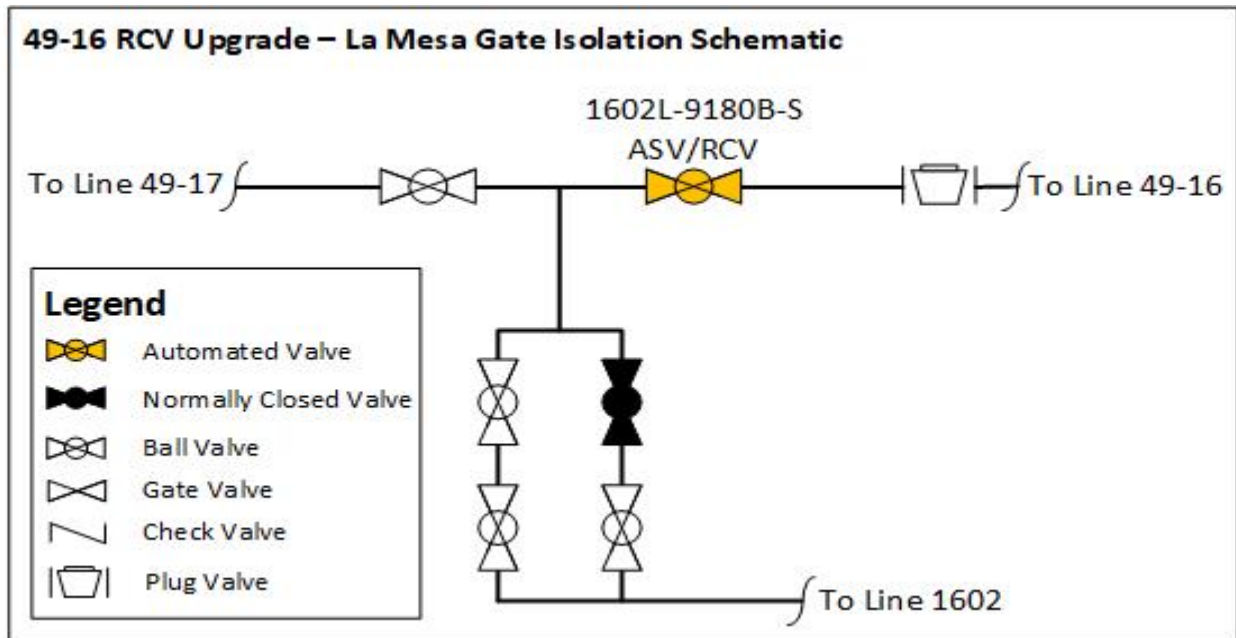 49-16 RCV Upgrade – La Mesa Gate Isolation Schematic
1602L-9180B-S
ASV/RCV
To Line 49-17
To Line 49-16
Legend
Automated Valve
Normally Closed Valve
Ball Valve
Gate Valve
Check Valve
Plug Valve
To Line 1602